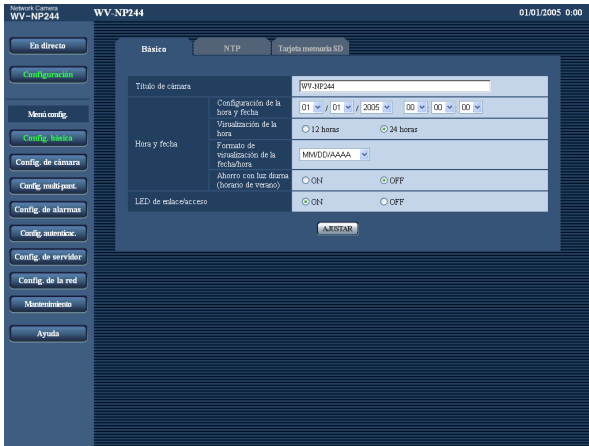 Network Camera
WV-NP244
WV-NP244
01/01/2005 0:00
En directo
Configuración
Menú config.
Config. básica
Config. de cámara
Config. multi-pant.
Config. de alarmas
Config. autenticac.
Config. de servidor
Config. de la red
Mantenimiento
Ayuda
Básico
NTP
Tarjeta memoria SD
Título de cámara
WV-NP244
Hora y fecha
Configuración de la
hora y fecha
01 / 01 / 2005 00 : 00 : 00
Visualización de la
hora
12 horas
24 horas
Formato de
visualización de la
fecha/hora
MM/DD/AAAA
Ahorro con luz diurna
(horario de verano)
ON
OFF
LED de enlace/acceso
ON
OFF
AJUSTAR